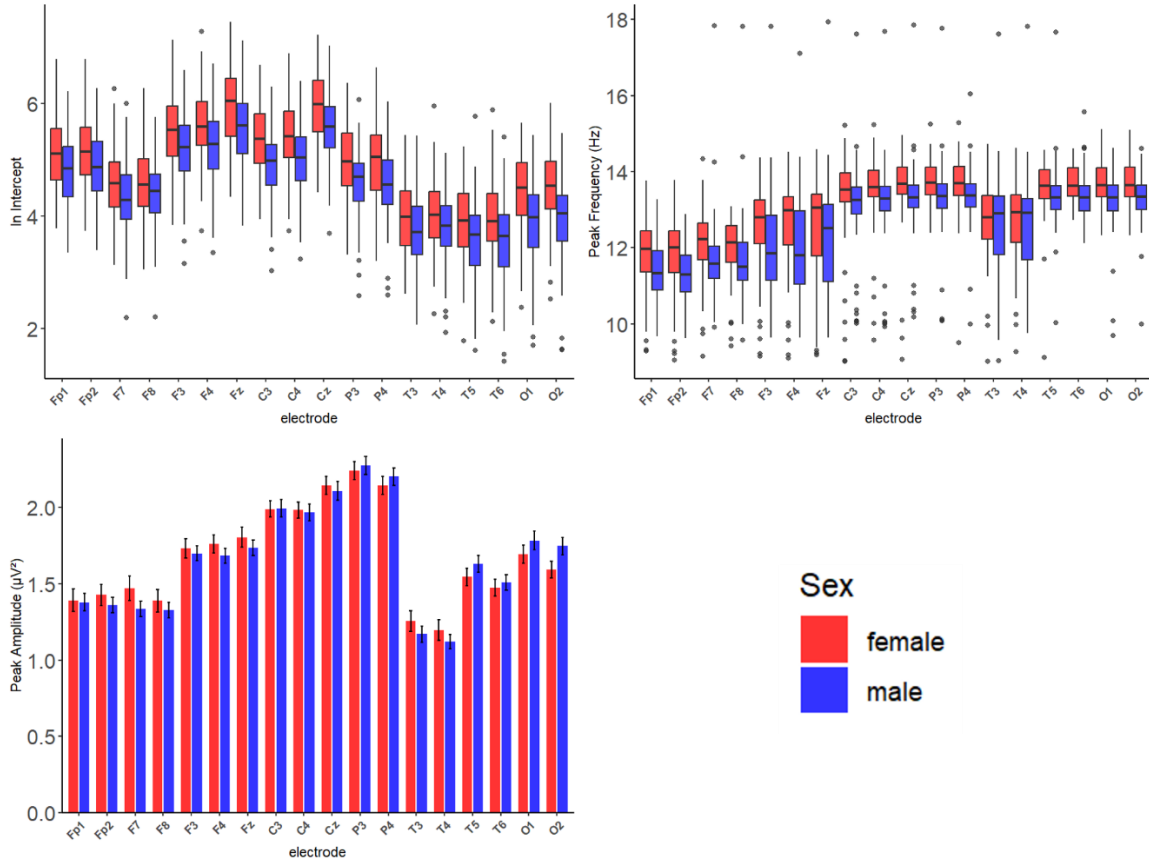 ln Intercept
6
4
2
Fp1 Fp2 F7 F8 F3 F4 Fz C3 C4 Cz P3 P4 T3 T4 T5 T6 O1 O2
electrode
Peak Frequency (Hz)
18
16
14
12
10
Fp1 Fp2 F7 F8 F3 F4 Fz C3 C4 Cz P3 P4 T3 T4 T5 T6 O1 O2
electrode
Peak Amplitude (µV²)
2.0
1.5
1.0
0.5
0.0
Fp1 Fp2 F7 F8 F3 F4 Fz C3 C4 Cz P3 P4 T3 T4 T5 T6 O1 O2
electrode
Sex
female
male